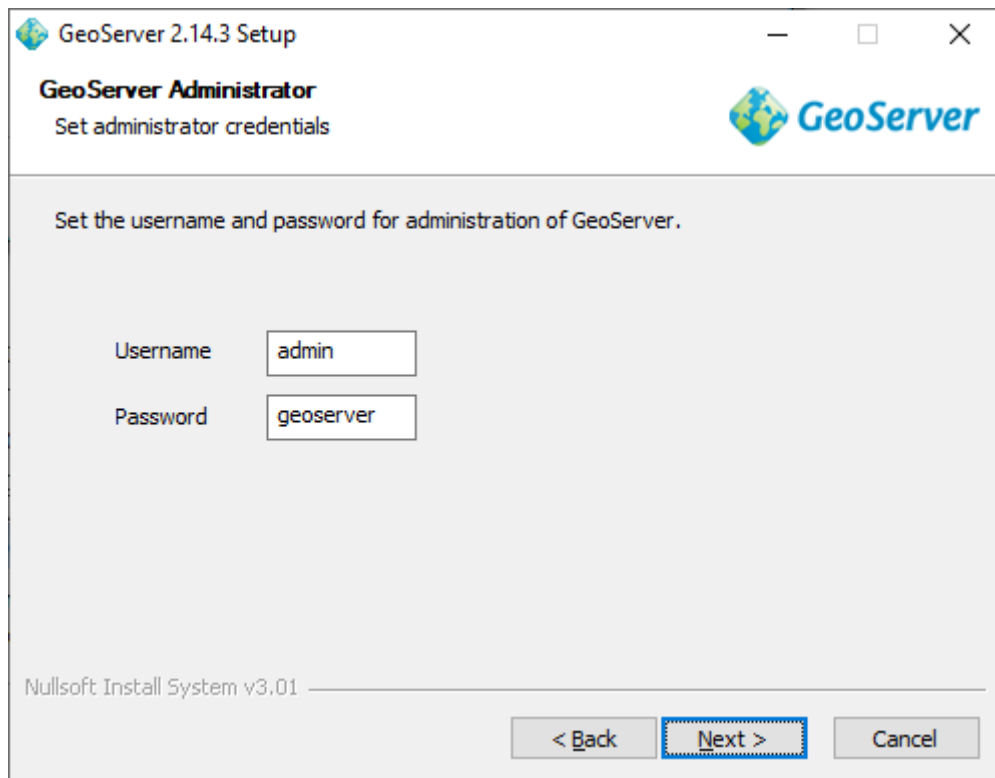 GeoServer 2.14.3 Setup
GeoServer Administrator
Set administrator credentials
GeoServer
Set the username and password for administration of GeoServer.
Username admin
Password geoserver
Nullsoft Install System v3.01
< Back Next > Cancel